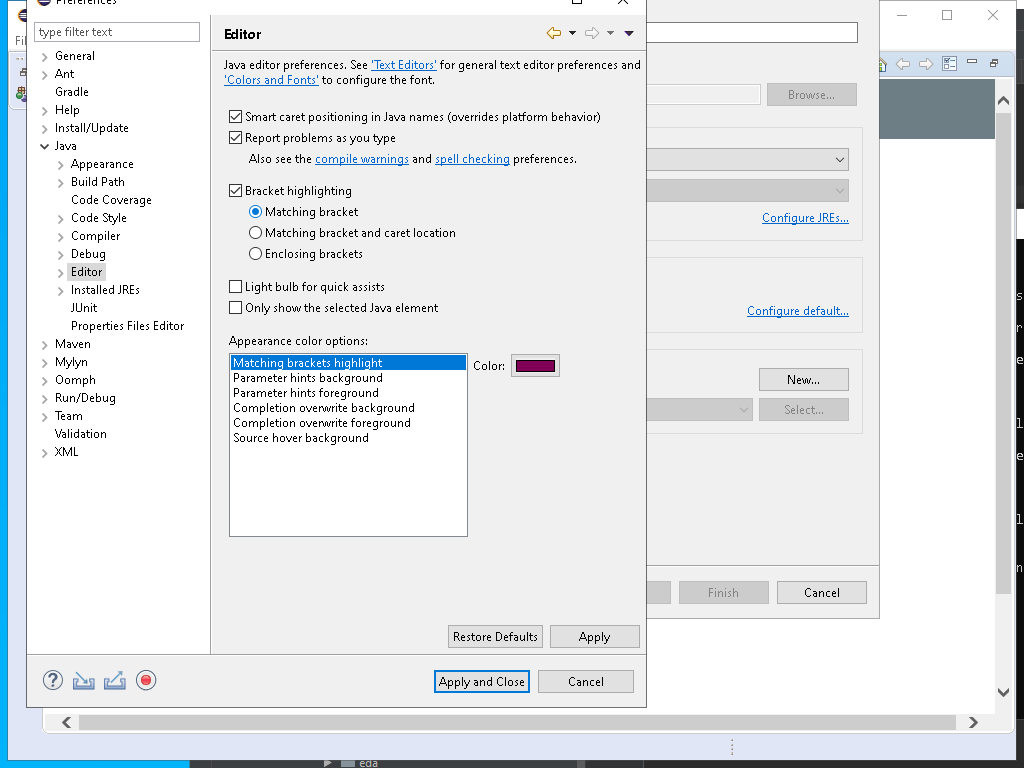 Preferences
Fil
type filter text
General
Ant
Gradle
Help
Install/Update
Java
Appearance
Build Path
Code Coverage
Code Style
Compiler
Debug
Editor
Installed JREs
JUnit
Properties Files Editor
Maven
Mylyn
Oomph
Run/Debug
Team
Validation
XML
Editor
Java editor preferences. See 'Text Editors' for general text editor preferences and
'Colors and Fonts' to configure the font.
Smart caret positioning in Java names (overrides platform behavior)
Report problems as you type
Also see the compile warnings and spell checking preferences.
Bracket highlighting
Matching bracket
Matching bracket and caret location
Enclosing brackets
Light bulb for quick assists
Only show the selected Java element
Appearance color options:
Matching brackets highlight
Parameter hints background
Parameter hints foreground
Completion overwrite background
Completion overwrite foreground
Source hover background
Color:
Restore Defaults
Apply
Apply and Close
Cancel
Browse...
Configure JREs...
Configure default...
New...
Select...
Finish
Cancel
eda